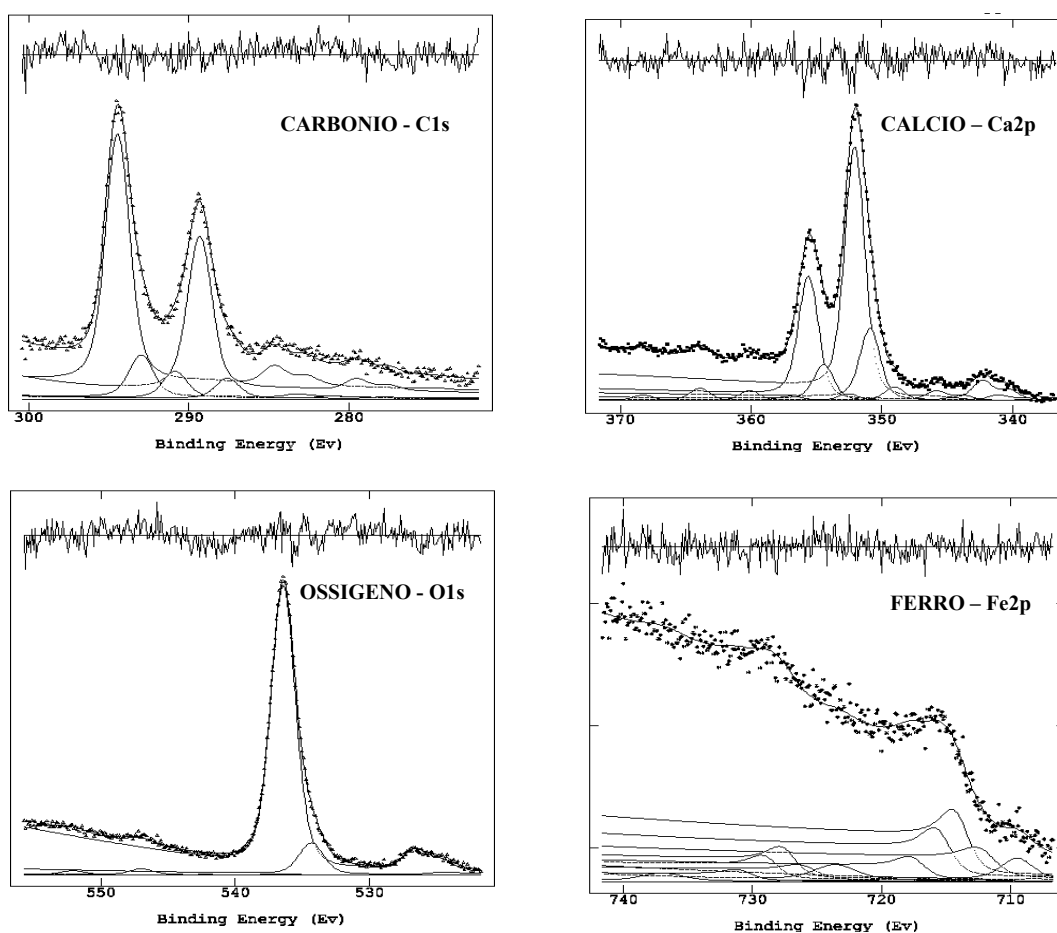 CARBONIO - C1s
300 290 280
Binding Energy (Ev)
CALCIO – Ca2p
370 360 350 340
Binding Energy (Ev)
OSSIGENO - O1s
550 540 530
Binding Energy (Ev)
FERRO – Fe2p
740 730 720 710
Binding Energy (Ev)